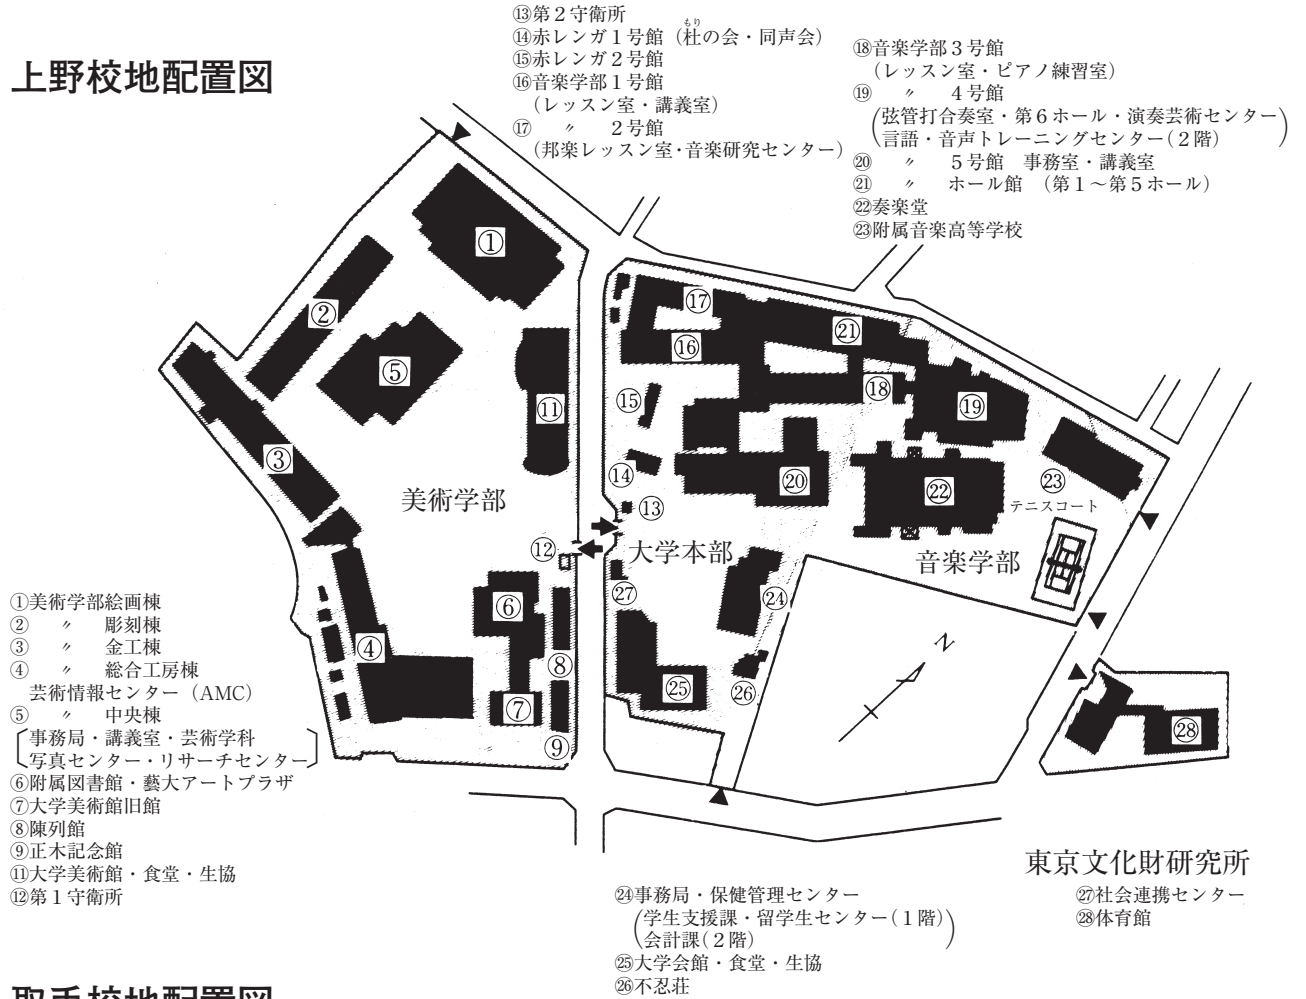 上野校地配置図
⑬第２守衛所
もり
⑭赤レンガ１号館（杜の会・同声会）
⑮赤レンガ２号館
⑯音楽学部１号館
（レッスン室・講義室）
⑰　〃　２号館
（邦楽レッスン室・音楽研究センター）
⑱音楽学部３号館
（レッスン室・ピアノ練習室）
⑲　〃　４号館
（弦管打合奏室・第６ホール・演奏芸術センター
言語・音声トレーニングセンター（２階））
⑳　〃　５号館　事務室・講義室
㉑　〃　ホール館　（第１〜第５ホール）
㉒奏楽堂
㉓附属音楽高等学校
①
②
③
④
⑤
⑥
⑦
⑧
⑨
⑪
⑫
美術学部
⑬
⑭
⑮
⑯
⑰
⑱
⑲
⑳
㉑
㉒
㉓
テニスコート
大学本部
音楽学部
㉔
㉕
㉖
㉗
㉘
N
①美術学部絵画棟
②　〃　彫刻棟
③　〃　金工棟
④　〃　総合工房棟
芸術情報センター（AMC）
⑤　〃　中央棟
〔事務局・講義室・芸術学科
写真センター・リサーチセンター〕
⑥附属図書館・藝大アートプラザ
⑦大学美術館旧館
⑧陳列館
⑨正木記念館
⑪大学美術館・食堂・生協
⑫第１守衛所
㉔事務局・保健管理センター
（学生支援課・留学生センター（１階）
会計課（２階））
㉕大学会館・食堂・生協
㉖不忍荘
東京文化財研究所
㉗社会連携センター
㉘体育館
取手校地配置図